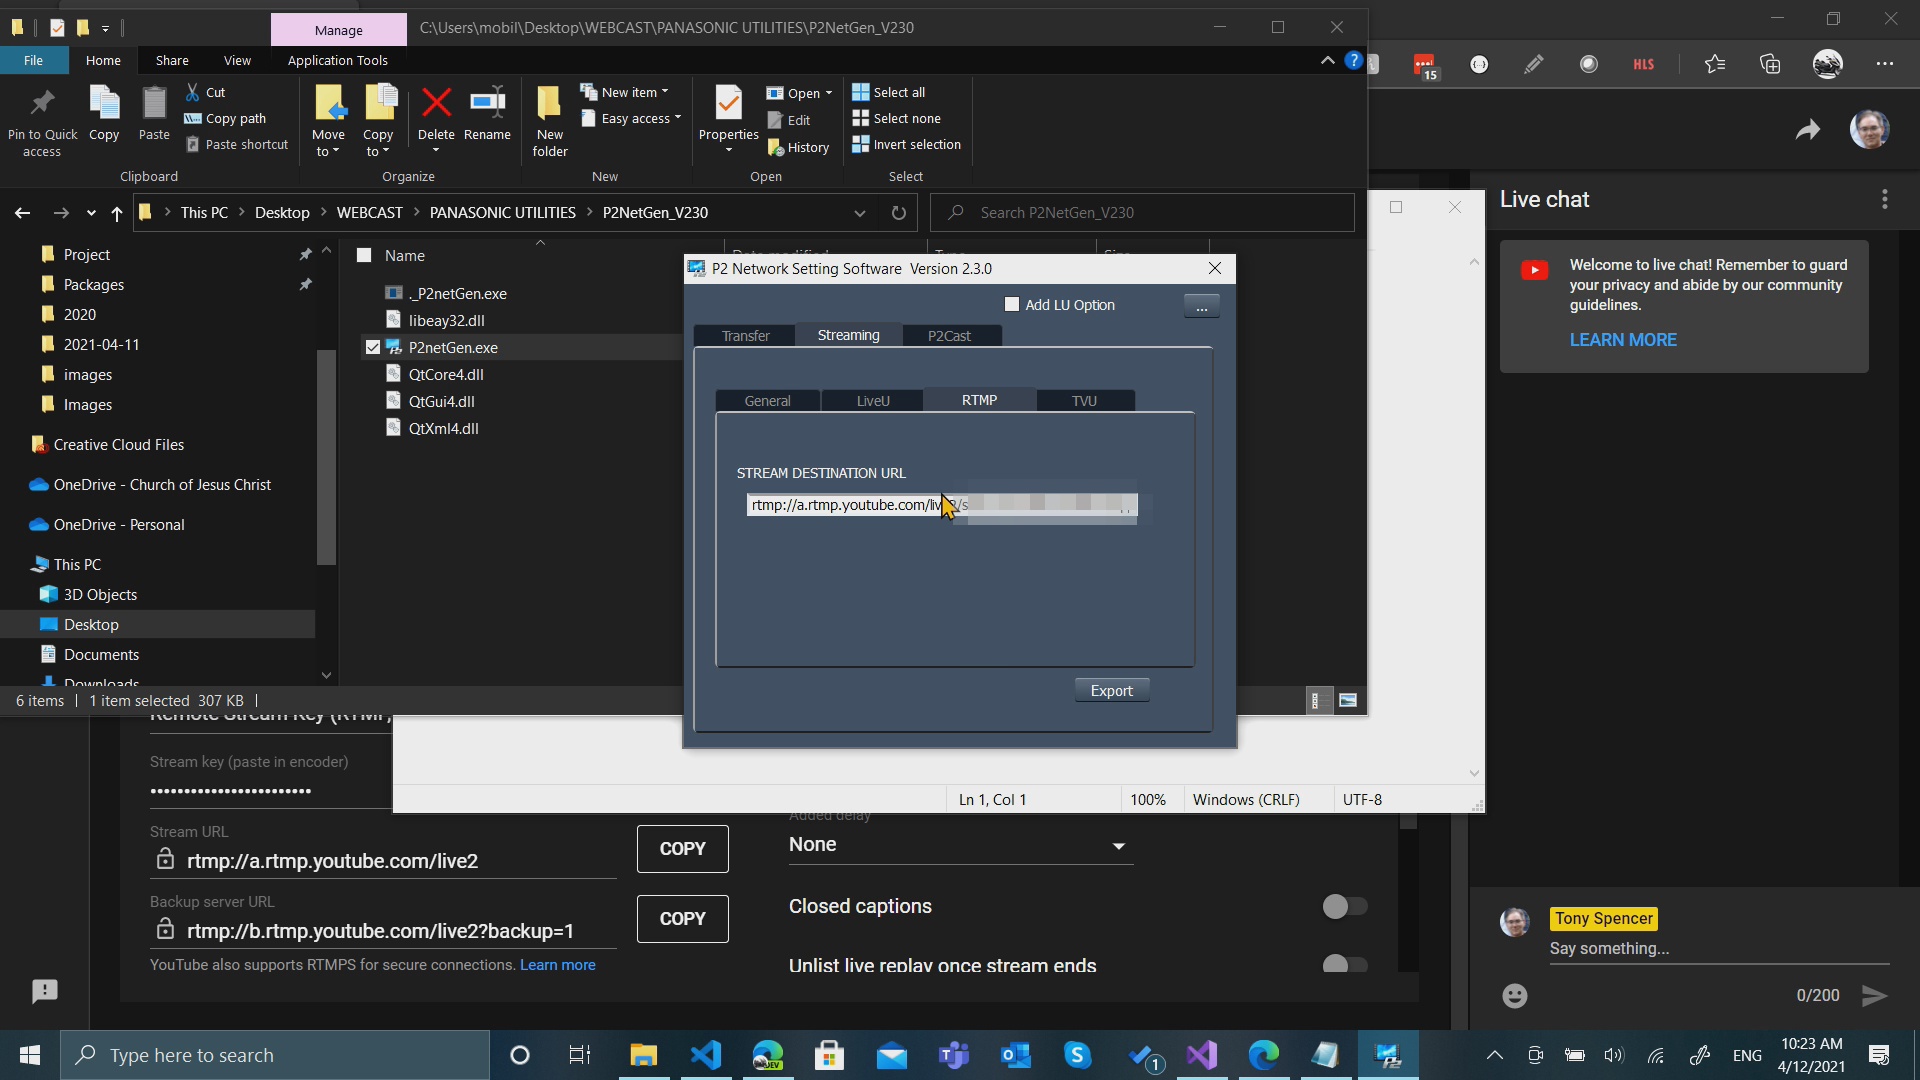 Manage
C:\Users\mobil\Desktop\WEBCAST\PANASONIC UTILITIES\P2NetGen_V230
File
Home
Share
View
Application Tools
15
HLS
Pin to Quick access
Copy
Paste
Cut
Copy path
Paste shortcut
Clipboard
Move to
Copy to
Delete
Rename
Organize
New folder
New item
Easy access
New
Properties
Open
Edit
History
Open
Select all
Select none
Invert selection
Select
This PC
Desktop
WEBCAST
PANASONIC UTILITIES
P2NetGen_V230
Search P2NetGen_V230
Project
Packages
2020
2021-04-11
images
Images
Creative Cloud Files
OneDrive - Church of Jesus Christ
OneDrive - Personal
This PC
3D Objects
Desktop
Documents
Downloads
Name
Date modified
Type
Size
._P2netGen.exe
libeay32.dll
P2netGen.exe
QtCore4.dll
QtGui4.dll
QtXml4.dll
6 items
1 item selected 307 KB
P2 Network Setting Software Version 2.3.0
Add LU Option
...
Transfer
Streaming
P2Cast
General
LiveU
RTMP
TVU
STREAM DESTINATION URL
rtmp://a.rtmp.youtube.com/liv
Export
Ln 1, Col 1
100%
Windows (CRLF)
UTF-8
Remote Stream Key (RTMP,
Stream key (paste in encoder)
Stream URL
rtmp://a.rtmp.youtube.com/live2
COPY
Backup server URL
rtmp://b.rtmp.youtube.com/live2?backup=1
COPY
YouTube also supports RTMPS for secure connections. Learn more
Added delay
None
Closed captions
Unlist live replay once stream ends
Live chat
Welcome to live chat! Remember to guard
your privacy and abide by our community
guidelines.
LEARN MORE
Tony Spencer
Say something...
0/200
Type here to search
DEV
1
ENG
10:23 AM
4/12/2021